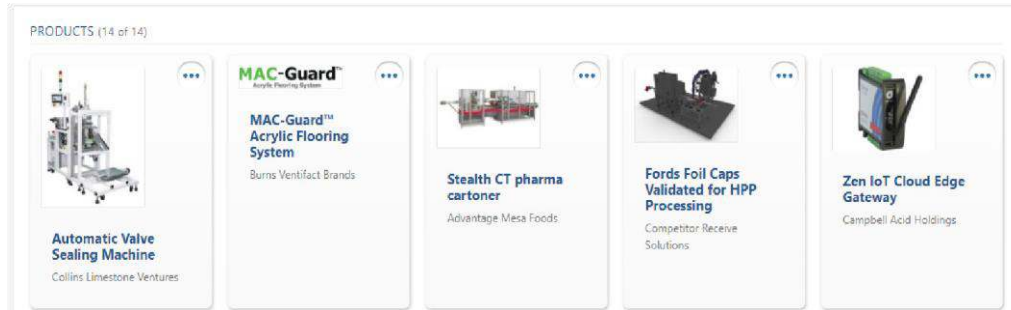 PRODUCTS (14 of 14)
Automatic Valve
Sealing Machine
Collins Limestone Ventures
MAC-Guard™
Acrylic Flooring System
MAC-Guard™
Acrylic Flooring
System
Burns Ventifact Brands
Stealth CT pharma
cartoner
Advantage Mesa Foods
Fords Foil Caps
Validated for HPP
Processing
Competitor Receive
Solutions
Zen IoT Cloud Edge
Gateway
Campbell Acid Holdings